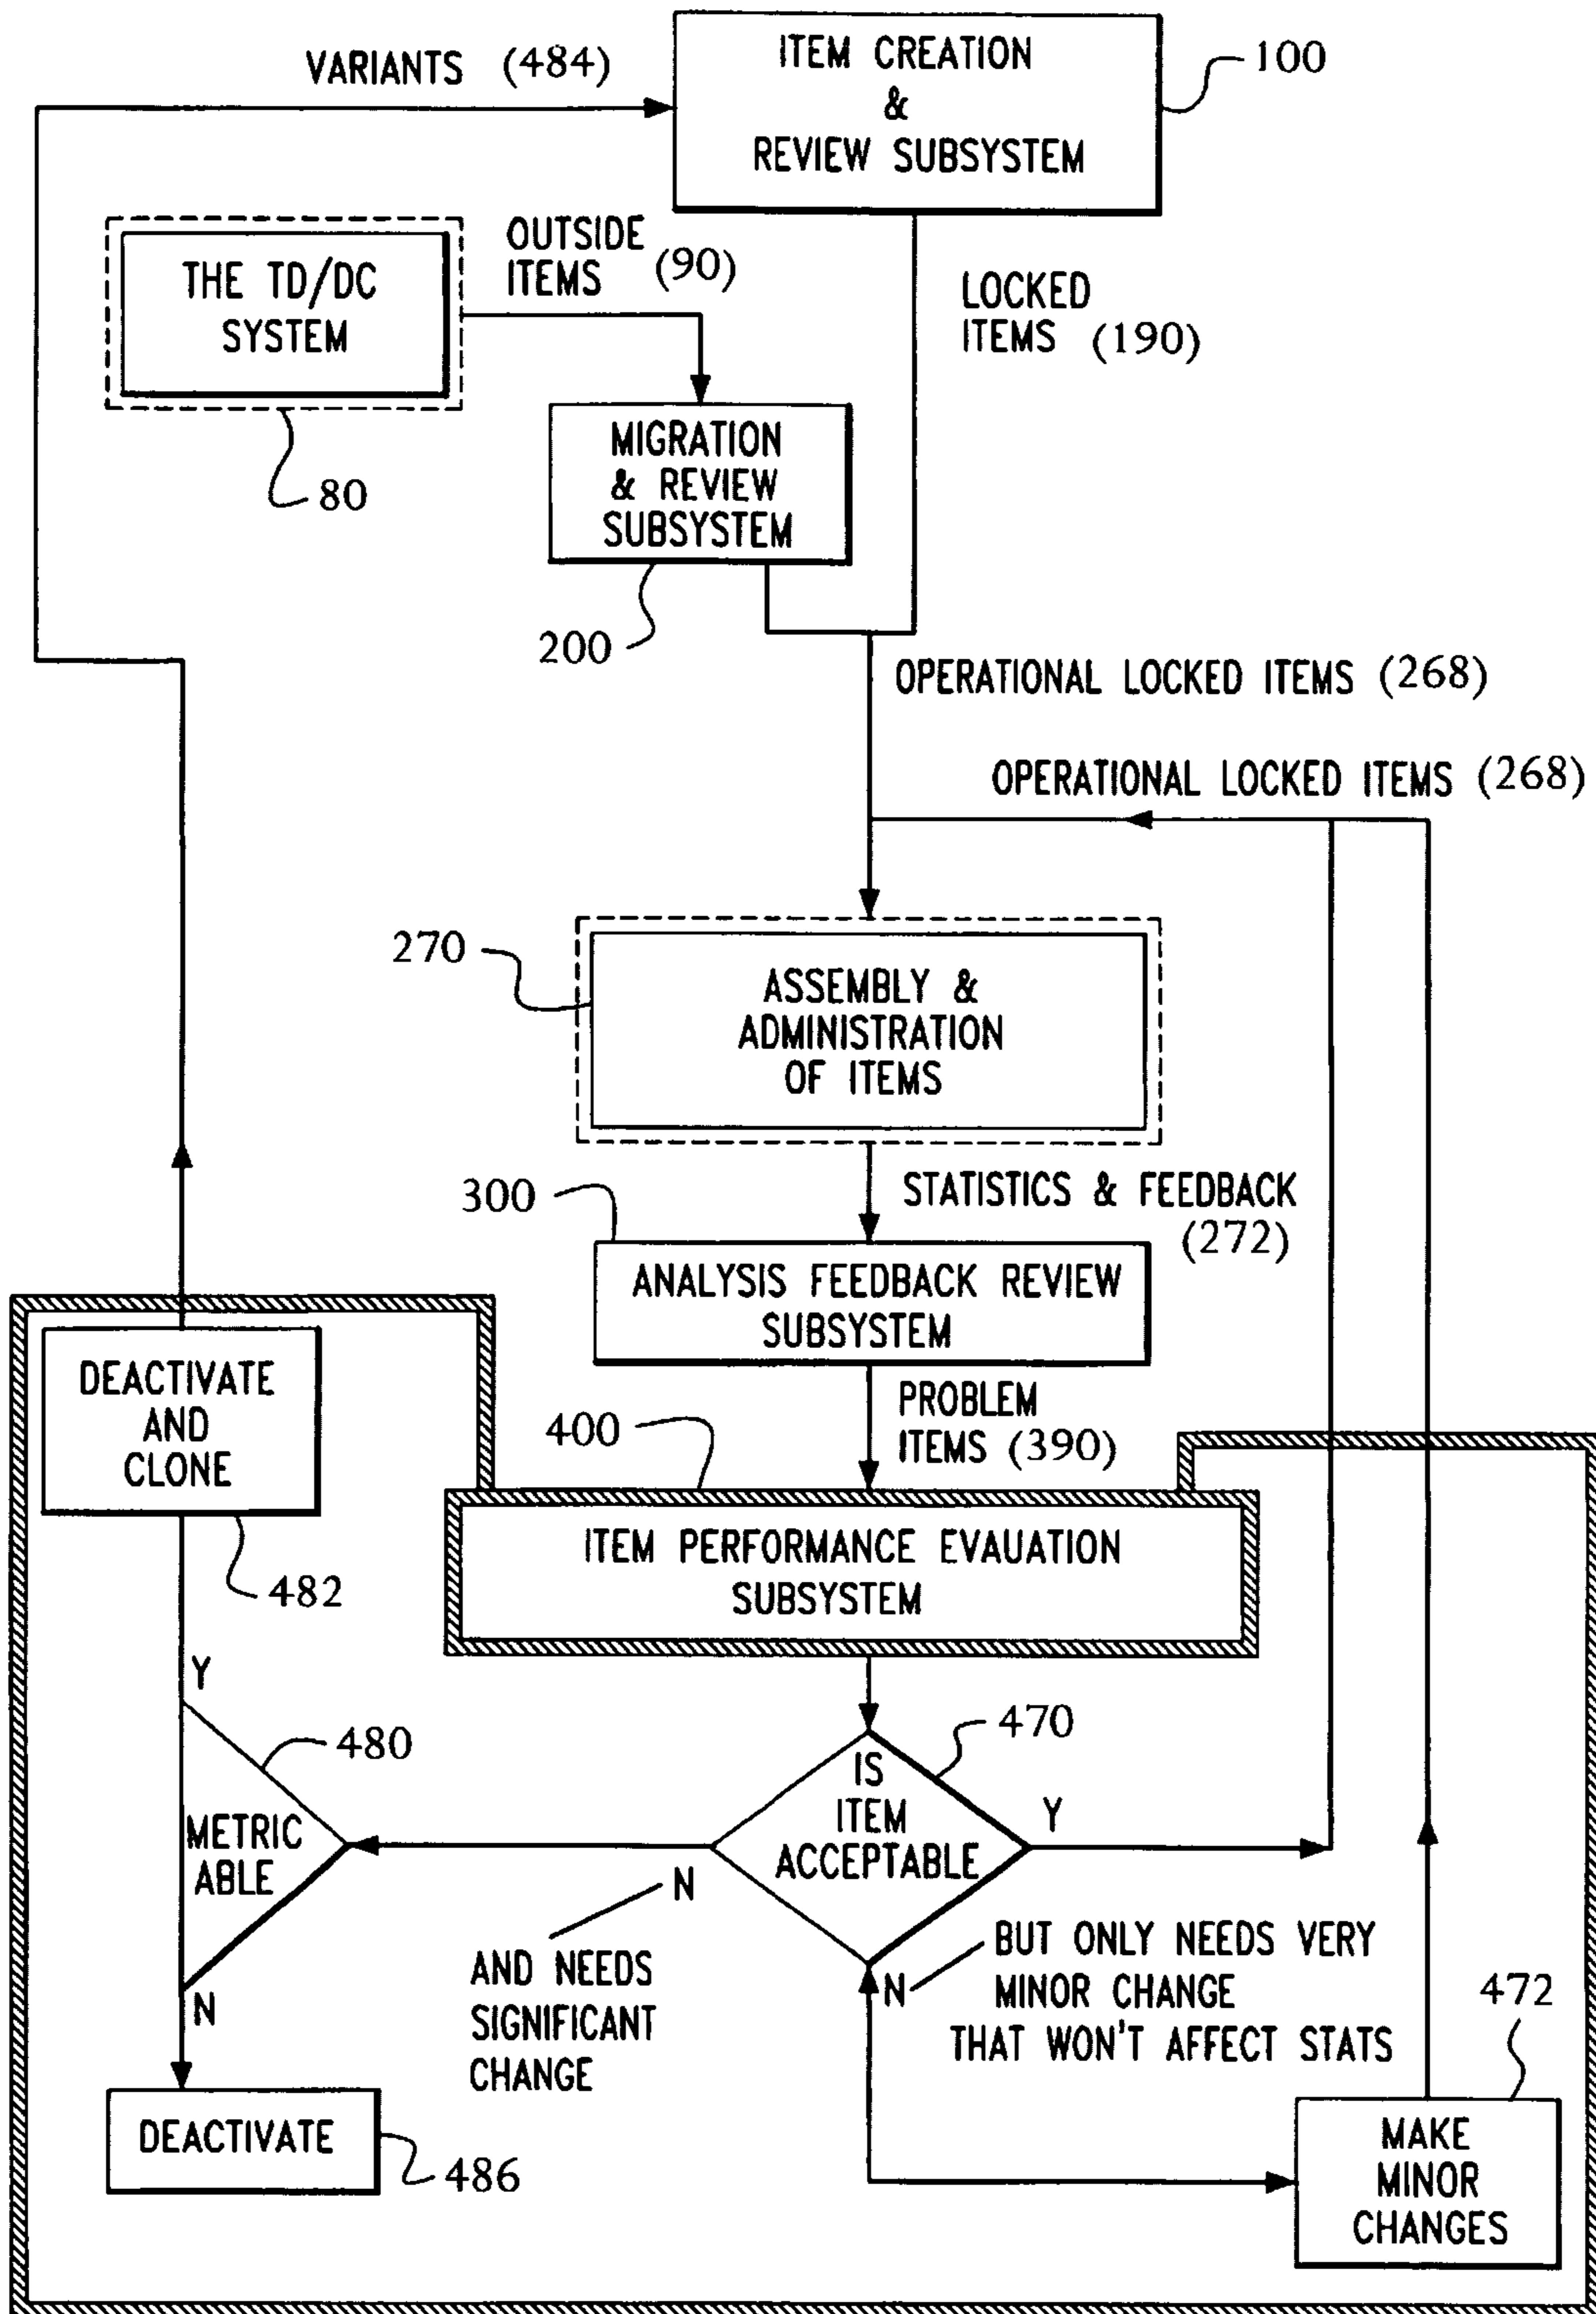 VARIANTS (484)
ITEM CREATION
&
REVIEW SUBSYSTEM
100
THE TD/DC
SYSTEM
80
OUTSIDE
ITEMS (90)
LOCKED
ITEMS (190)
MIGRATION
& REVIEW
SUBSYSTEM
200
OPERATIONAL LOCKED ITEMS (268)
OPERATIONAL LOCKED ITEMS (268)
270
ASSEMBLY &
ADMINISTRATION
OF ITEMS
STATISTICS & FEEDBACK
(272)
300
ANALYSIS FEEDBACK REVIEW
SUBSYSTEM
PROBLEM
ITEMS (390)
DEACTIVATE
AND
CLONE
482
400
ITEM PERFORMANCE EVAUATION
SUBSYSTEM
Y
480
METRIC
ABLE
N
470
IS
ITEM
ACCEPTABLE
Y
N
AND NEEDS
SIGNIFICANT
CHANGE
N
BUT ONLY NEEDS VERY
MINOR CHANGE
THAT WON'T AFFECT STATS
472
DEACTIVATE
486
MAKE
MINOR
CHANGES